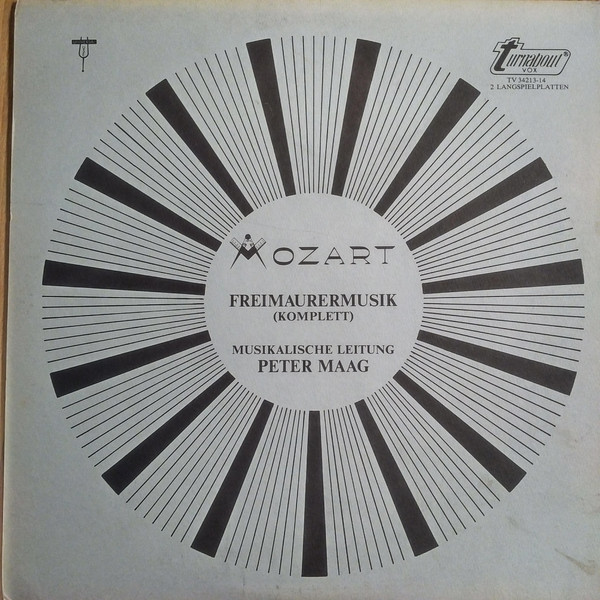 turnabout®
VOX
TV 34213-14
2 LANGSPIELPLATTEN
MOZART
FREIMAURERMUSIK
(KOMPLETT)
MUSIKALISCHE LEITUNG
PETER MAAG